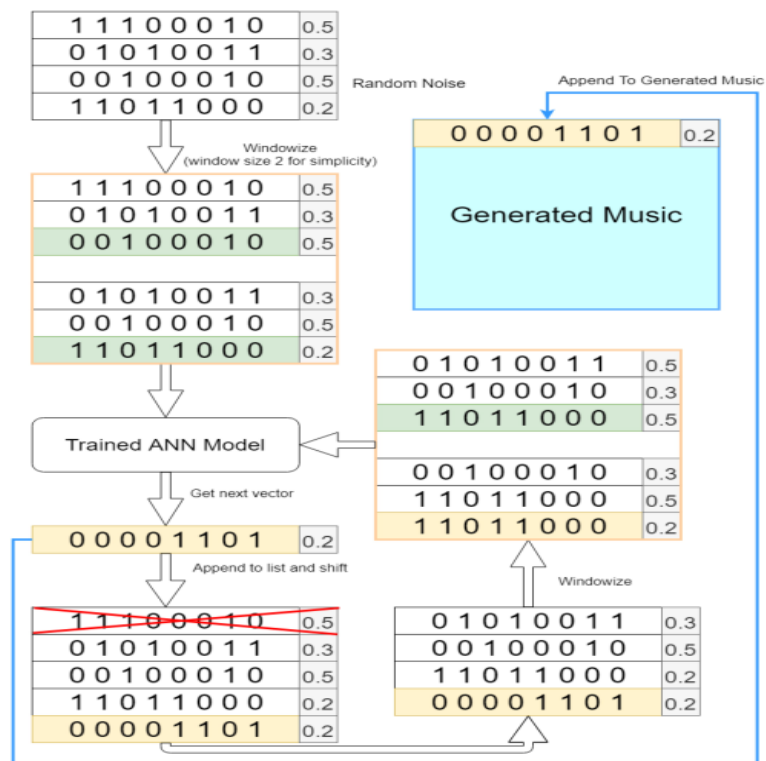 1 1 1 0 0 0 1 0 0.5
0 1 0 1 0 0 1 1 0.3
0 0 1 0 0 0 1 0 0.5
1 1 0 1 1 0 0 0 0.2
Random Noise
Append To Generated Music
0 0 0 0 1 1 0 1 0.2
Generated Music
Windowize
(window size 2 for simplicity)
1 1 1 0 0 0 1 0 0.5
0 1 0 1 0 0 1 1 0.3
0 0 1 0 0 0 1 0 0.5
0 1 0 1 0 0 1 1 0.3
0 0 1 0 0 0 1 0 0.5
1 1 0 1 1 0 0 0 0.2
Trained ANN Model
Get next vector
0 0 0 0 1 1 0 1 0.2
Append to list and shift
1 1 1 0 0 0 1 0 0.5
0 1 0 1 0 0 1 1 0.3
0 0 1 0 0 0 1 0 0.5
1 1 0 1 1 0 0 0 0.2
0 0 0 0 1 1 0 1 0.2
0 1 0 1 0 0 1 1 0.3
0 0 1 0 0 0 1 0 0.5
1 1 0 1 1 0 0 0 0.2
0 0 0 0 1 1 0 1 0.2
Windowize
0 1 0 1 0 0 1 1 0.5
0 0 1 0 0 0 1 0 0.3
1 1 0 1 1 0 0 0 0.5
0 0 1 0 0 0 1 0 0.3
1 1 0 1 1 0 0 0 0.5
1 1 0 1 1 0 0 0 0.2